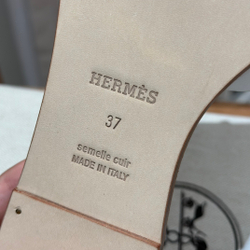 HERMÈS
37
semelle cuir
MADE IN ITALY